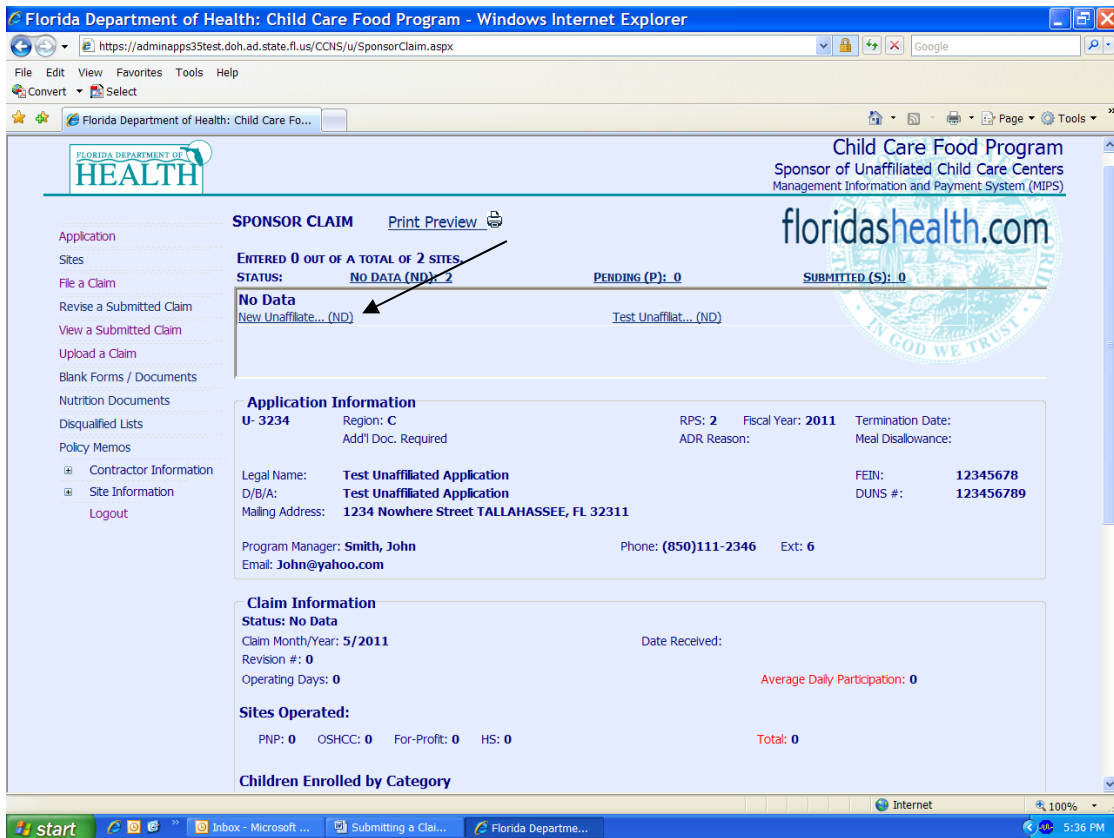 Florida Department of Health: Child Care Food Program - Windows Internet Explorer
https://adminapps35test.doh.ad.state.fl.us/CCNS/u/SponsorClaim.aspx Google
File Edit View Favorites Tools Help
Convert Select
Florida Department of Health: Child Care Fo... Page Tools
FLORIDA DEPARTMENT OF
HEALTH
Child Care Food Program
Sponsor of Unaffiliated Child Care Centers
Management Information and Payment System (MIPS)
floridashealth.com
FLORIDA
IN GOD WE TRUST
Application
Sites
File a Claim
Revise a Submitted Claim
View a Submitted Claim
Upload a Claim
Blank Forms / Documents
Nutrition Documents
Disqualified Lists
Policy Memos
Contractor Information
Site Information
Logout
SPONSOR CLAIM Print Preview
ENTERED 0 OUT OF A TOTAL OF 2 SITES.
STATUS: NO DATA (ND): 2 PENDING (P): 0 SUBMITTED (S): 0
No Data
New Unaffiliate... (ND) Test Unaffiliat... (ND)
Application Information
U- 3234 Region: C RPS: 2 Fiscal Year: 2011 Termination Date:
Add'l Doc. Required ADR Reason: Meal Disallowance:
Legal Name: Test Unaffiliated Application FEIN: 12345678
D/B/A: Test Unaffiliated Application DUNS #: 123456789
Mailing Address: 1234 Nowhere Street TALLAHASSEE, FL 32311
Program Manager: Smith, John Phone: (850)111-2346 Ext: 6
Email: John@yahoo.com
Claim Information
Status: No Data
Claim Month/Year: 5/2011 Date Received:
Revision #: 0
Operating Days: 0 Average Daily Participation: 0
Sites Operated:
PNP: 0 OSHCC: 0 For-Profit: 0 HS: 0 Total: 0
Children Enrolled by Category
Internet 100%
start Inbox - Microsoft ... Submitting a Clai... Florida Departme... 5:36 PM